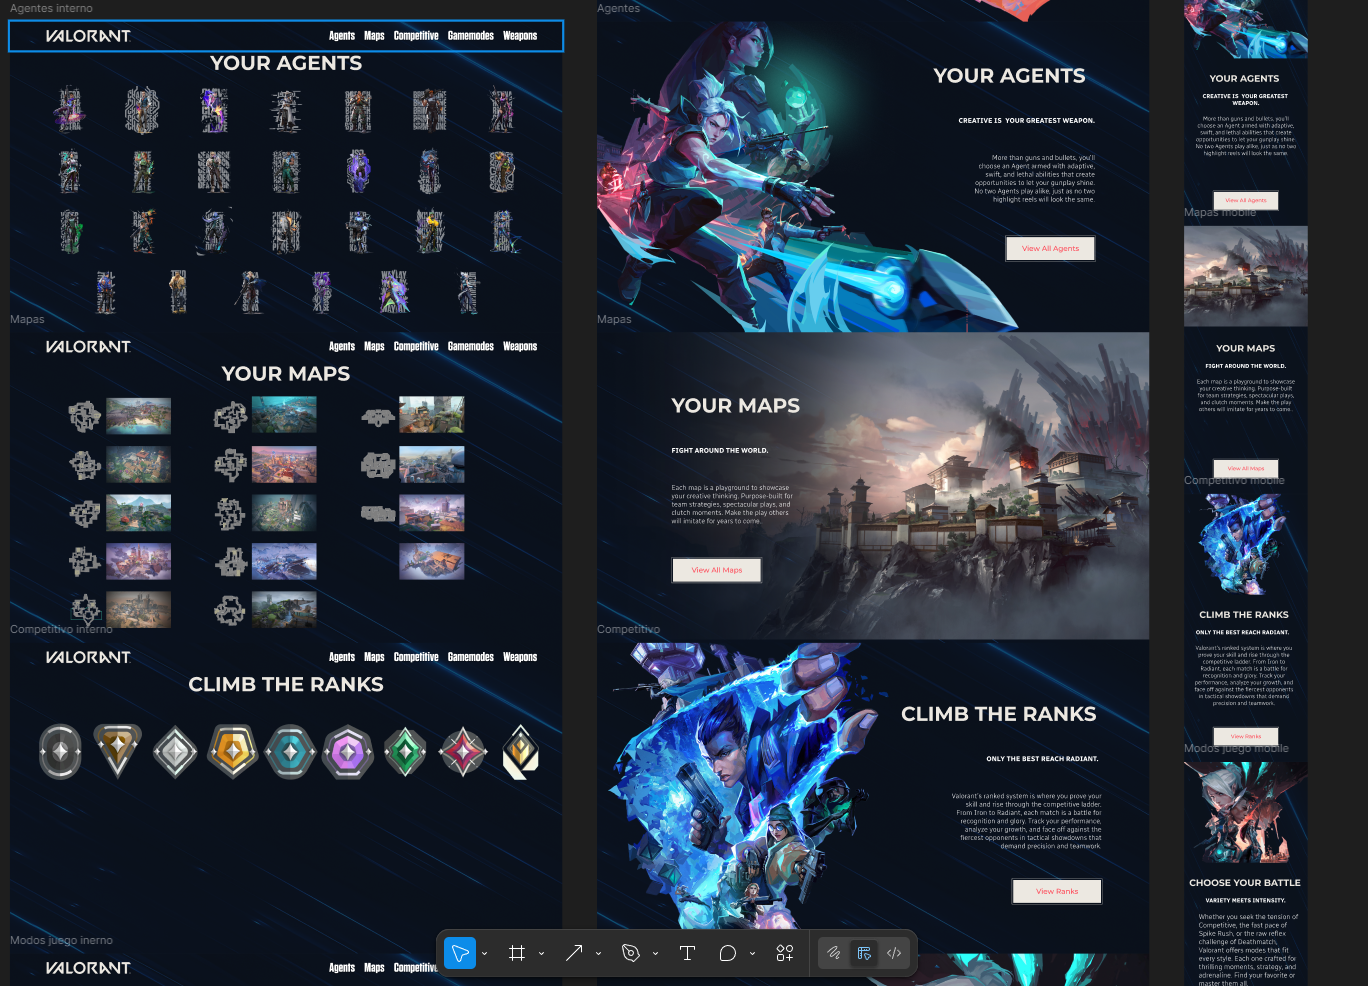 Agentes interno
VALORANT
Agents Maps Competitive Gamemodes Weapons
YOUR AGENTS
Mapas
VALORANT
Agents Maps Competitive Gamemodes Weapons
YOUR MAPS
Competitivo interno
VALORANT
Agents Maps Competitive Gamemodes Weapons
CLIMB THE RANKS
Modos juego inerno
VALORANT
Agents Maps
Agentes
YOUR AGENTS
CREATIVE IS YOUR GREATEST WEAPON.
More than guns and bullets, you'll
choose an Agent armed with adaptive,
swift, and lethal abilities that create
opportunities to let your gunplay shine.
No two Agents play alike, just as no two
highlight reels will look the same.
View All Agents
Mapas
YOUR MAPS
FIGHT AROUND THE WORLD.
Each map is a playground to showcase
your creative thinking. Purpose-built for
team strategies, spectacular plays, and
clutch moments. Make the play others
will imitate for years to come.
View All Maps
Competitivo
CLIMB THE RANKS
ONLY THE BEST REACH RADIANT.
Valorant's ranked system is where you prove your
skill and rise through the competitive ladder.
From Iron to Radiant, each match is a battle for
recognition and glory. Track your performance,
analyze your growth, and face off against the
fiercest opponents in tactical showdowns that
demand precision and teamwork.
View Ranks
YOUR AGENTS
CREATIVE IS YOUR GREATEST
WEAPON.
More than guns and bullets, you'll
choose an Agent armed with adaptive,
swift, and lethal abilities that create
opportunities to let your gunplay shine.
No two Agents play alike, just as no two
highlight reels will look the same.
View All Agents
Mapas mobile
YOUR MAPS
FIGHT AROUND THE WORLD.
Each map is a playground to showcase
your creative thinking. Purpose-built
for team strategies, spectacular plays,
and clutch moments. Make the play
others will imitate for years to come.
View All Maps
Competitivo mobile
CLIMB THE RANKS
ONLY THE BEST REACH RADIANT.
Valorant's ranked system is where you
prove your skill and rise through the
competitive ladder. From Iron to
Radiant, each match is a battle for
recognition and glory. Track your
performance, analyze your growth, and
face off against the fiercest opponents
in tactical showdowns that demand
precision and teamwork.
View Ranks
Modos juego mobile
CHOOSE YOUR BATTLE
VARIETY MEETS INTENSITY.
Whether you seek the tension of
Competitive, the fast pace of
Spike Rush, or the raw reflex
challenge of Deathmatch,
Valorant offers modes that fit
every style. Each one crafted for
thrilling moments, strategy, and
adrenaline. Find your favorite or
master them all.